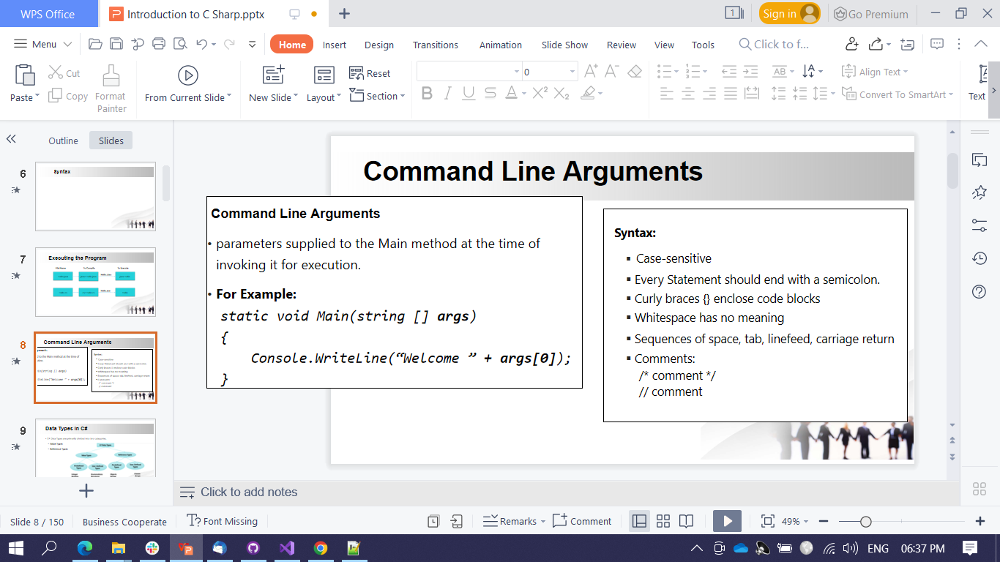 WPS Office
Introduction to C Sharp.pptx
1
Sign in
Go Premium
Menu
Home
Insert
Design
Transitions
Animation
Slide Show
Review
View
Tools
Click to f...
Paste
Cut
Copy
Format Painter
From Current Slide
New Slide
Layout
Reset
Section
0
Align Text
Convert To SmartArt
Text
Outline
Slides
6
Syntax
7
Executing the Program
8
Command Line Arguments
9
Data Types in C#
Command Line Arguments
Command Line Arguments
• parameters supplied to the Main method at the time of
invoking it for execution.
• For Example:
static void Main(string [] args)
{
Console.WriteLine(“Welcome ” + args[0]);
}
Syntax:
▪ Case-sensitive
▪ Every Statement should end with a semicolon.
▪ Curly braces {} enclose code blocks
▪ Whitespace has no meaning
▪ Sequences of space, tab, linefeed, carriage return
▪ Comments:
/* comment */
// comment
Click to add notes
Slide 8 / 150
Business Cooperate
Font Missing
Remarks
Comment
49%
ENG
06:37 PM